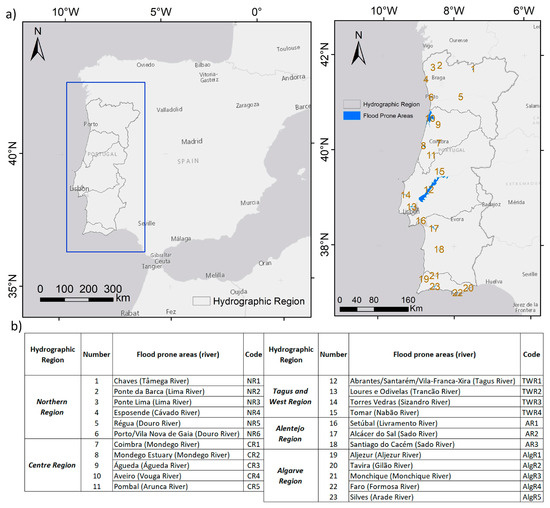 a)
10°W 5°W 0°
N
Toulouse
Oviedo
Bilbao
Vitoria-
Gasteiz
Andorra
Valladolid
Zaragoza
Barce
Porto
PORTUGAL
Madrid
SPAIN
40°N
Lisbon
Murcia
Seville
Málaga
Ceuta
Tangier
Melilla
Oran
Oujda
Rabat
Fez
36°N
0 100 200 300
Km
Hydrographic Region
10°W 8°W 6°W
N
42°N
Vigo
Ourense
3 2 1
Braga
4
6 5
Hydrographic Region
Flood Prone Areas
9
8
11
PORTUGAL
40°N
15
14 12
13
Badajoz
Mérida
16
Evora
17
38°N
18
19 21
23 22 20
Huelva
Seville
Jerez de la
Frontera
0 40 80 160
Km
b)
Hydrographic Region Number Flood prone areas (river) Code
Northern Region
1 Chaves (Tâmega River) NR1
2 Ponte da Barca (Lima River) NR2
3 Ponte Lima (Lima River) NR3
4 Esposende (Cávado River) NR4
5 Régua (Douro River) NR5
6 Porto/Vila Nova de Gaia (Douro River) NR6
Centre Region
7 Coimbra (Mondego River) CR1
8 Mondego Estuary (Mondego River) CR2
9 Águeda (Águeda River) CR3
10 Aveiro (Vouga River) CR4
11 Pombal (Arunca River) CR5
Hydrographic Region Number Flood prone areas (river) Code
Tagus and West Region
12 Abrantes/Santarém/Vila-Franca-Xira (Tagus River) TWR1
13 Loures e Odivelas (Trancão River) TWR2
14 Torres Vedras (Sizandro River) TWR3
15 Tomar (Nabão River) TWR4
Alentejo Region
16 Setúbal (Livramento River) AR1
17 Alcácer do Sal (Sado River) AR2
18 Santiago do Cacém (Sado River) AR3
Algarve Region
19 Aljezur (Aljezur River) AlgR1
20 Tavira (Gilão River) AlgR2
21 Monchique (Monchique River) AlgR3
22 Faro (Formosa River) AlgR4
23 Silves (Arade River) AlgR5